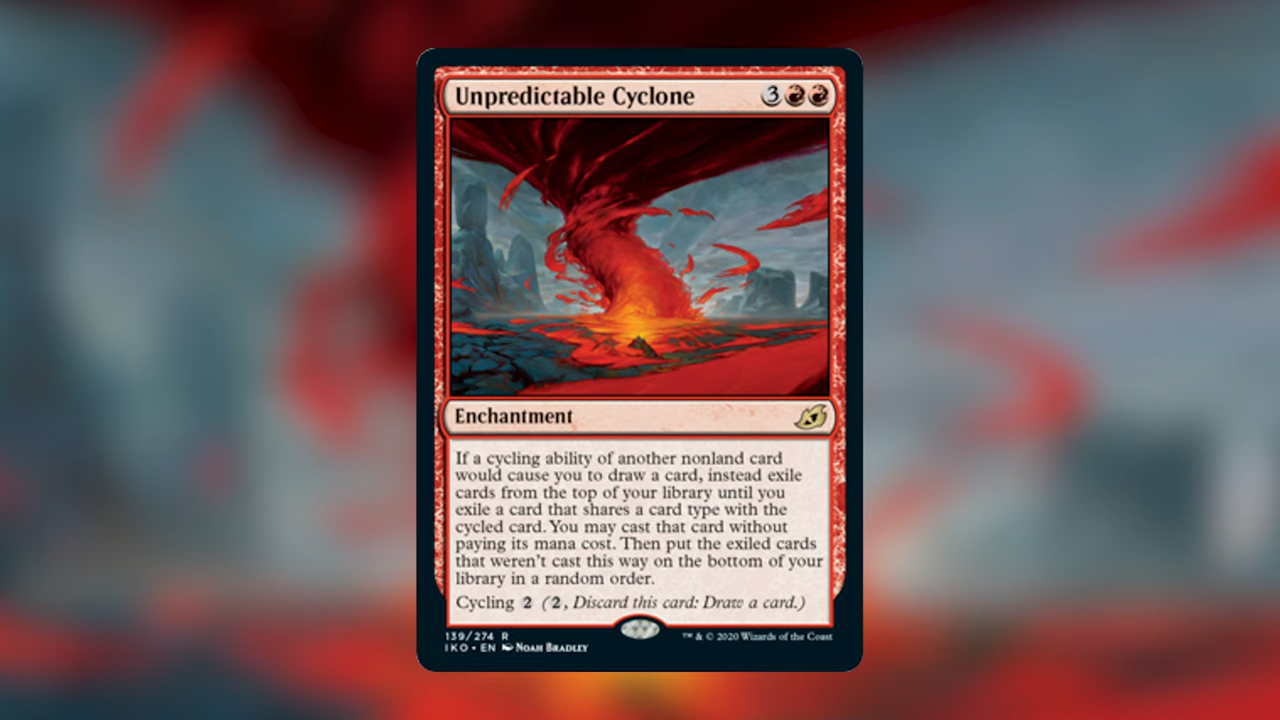 Unpredictable Cyclone 3
Enchantment
If a cycling ability of another nonland card
would cause you to draw a card, instead exile
cards from the top of your library until you
exile a card that shares a card type with the
cycled card. You may cast that card without
paying its mana cost. Then put the exiled cards
that weren't cast this way on the bottom of your
library in a random order.
Cycling 2 (2, Discard this card: Draw a card.)
139/274 R
IKO • EN NOAH BRADLEY
™ & © 2020 Wizards of the Coast